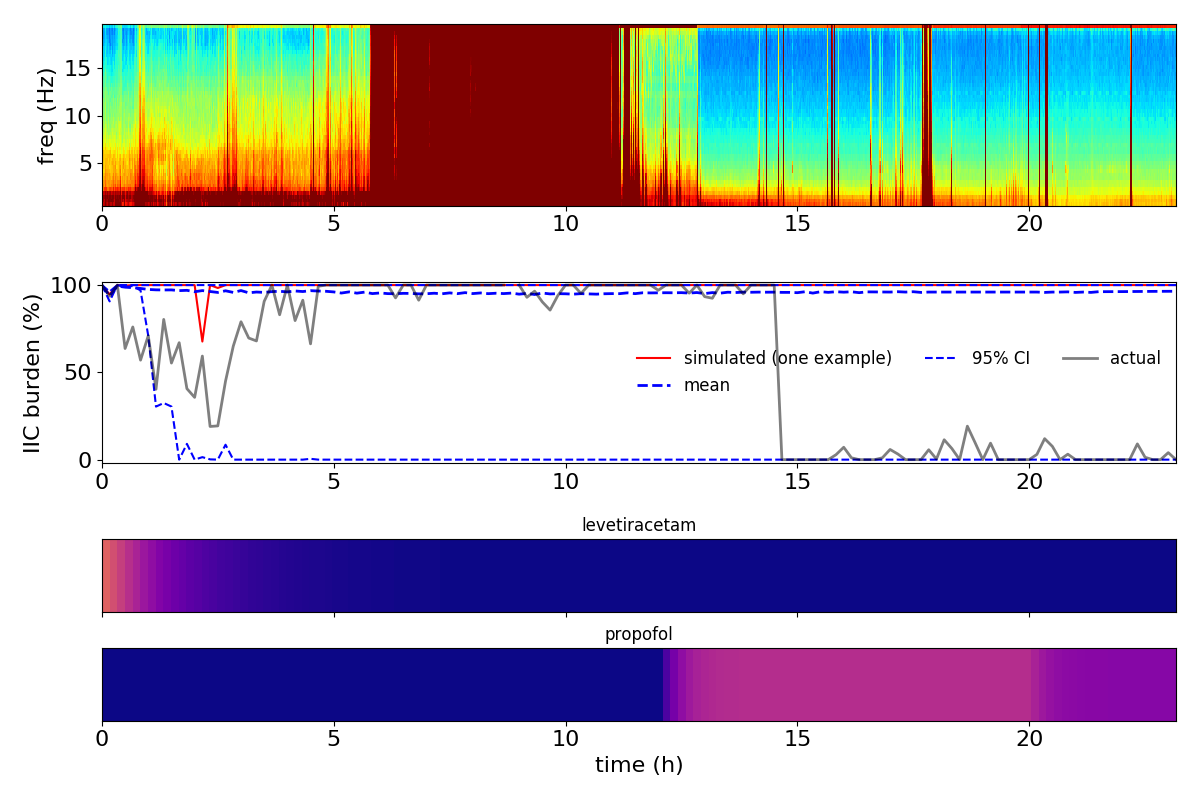 freq (Hz)
15
10
5
0 5 10 15 20
IIC burden (%)
100
50
0
simulated (one example) 95% CI actual
mean
0 5 10 15 20
levetiracetam
propofol
0 5 10 15 20
time (h)